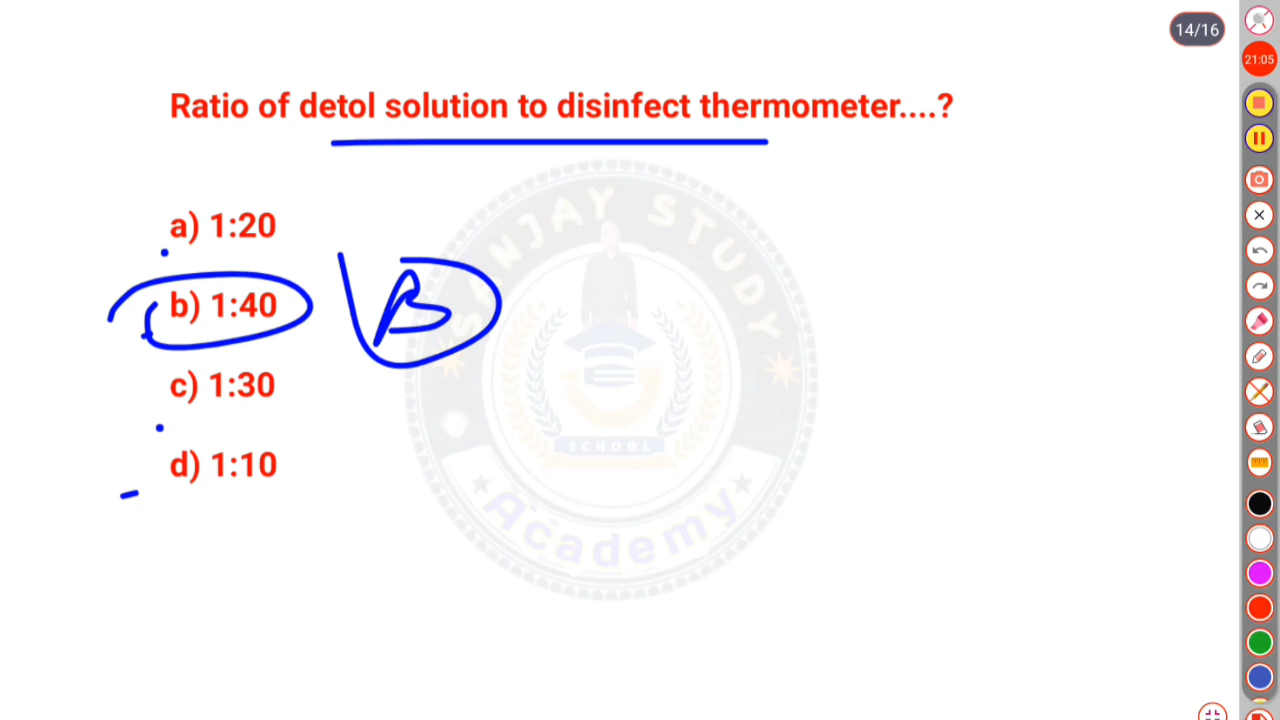 14/16
21:05
Ratio of detol solution to disinfect thermometer....?
a) 1:20
b) 1:40
B
c) 1:30
d) 1:10
SANJAY STUDY
SCHOOL
Academy